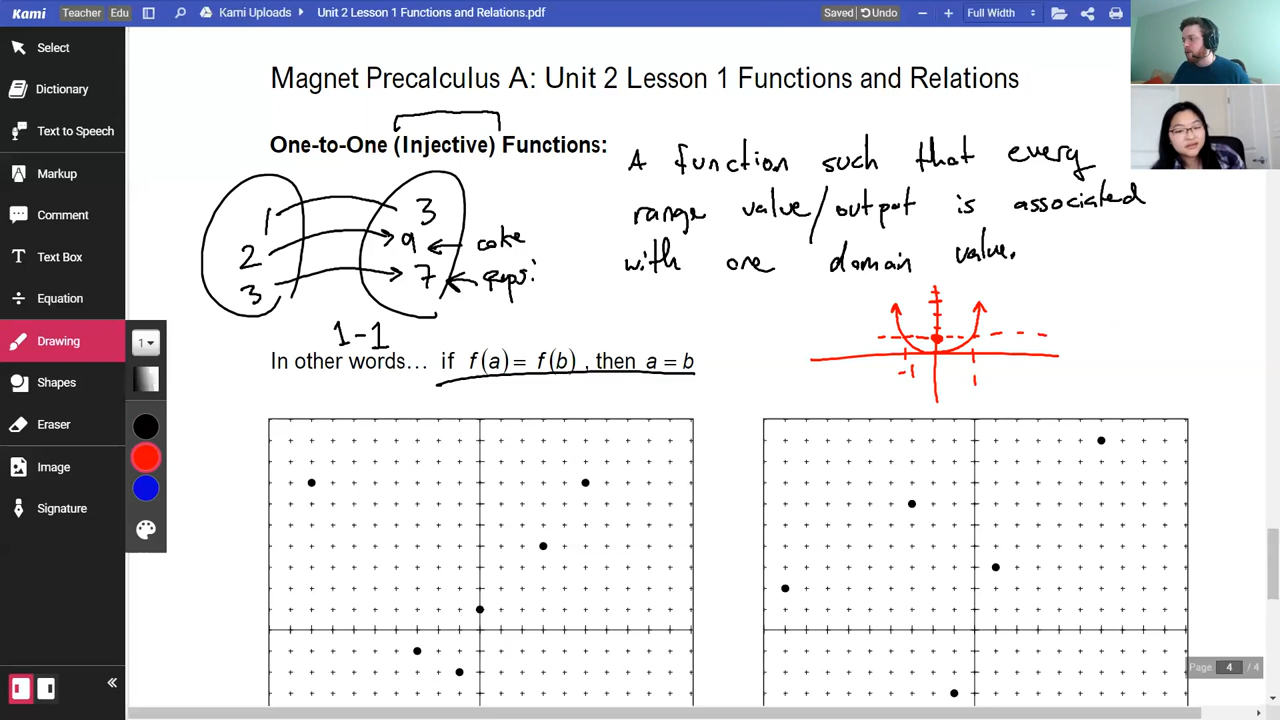 Kami Teacher Edu Kami Uploads > Unit 2 Lesson 1 Functions and Relations.pdf Saved Undo Full Width
Select
Dictionary
Text to Speech
Markup
Comment
Text Box
Equation
Drawing
Shapes
Eraser
Image
Signature
1
Magnet Precalculus A: Unit 2 Lesson 1 Functions and Relations
One-to-One (Injective) Functions:
A function such that every
range value/output is associated
with one domain value.
1 3
2 9 coke
3 7
1-1
In other words... if f(a) = f(b), then a = b
-1 1
Page 4 / 4